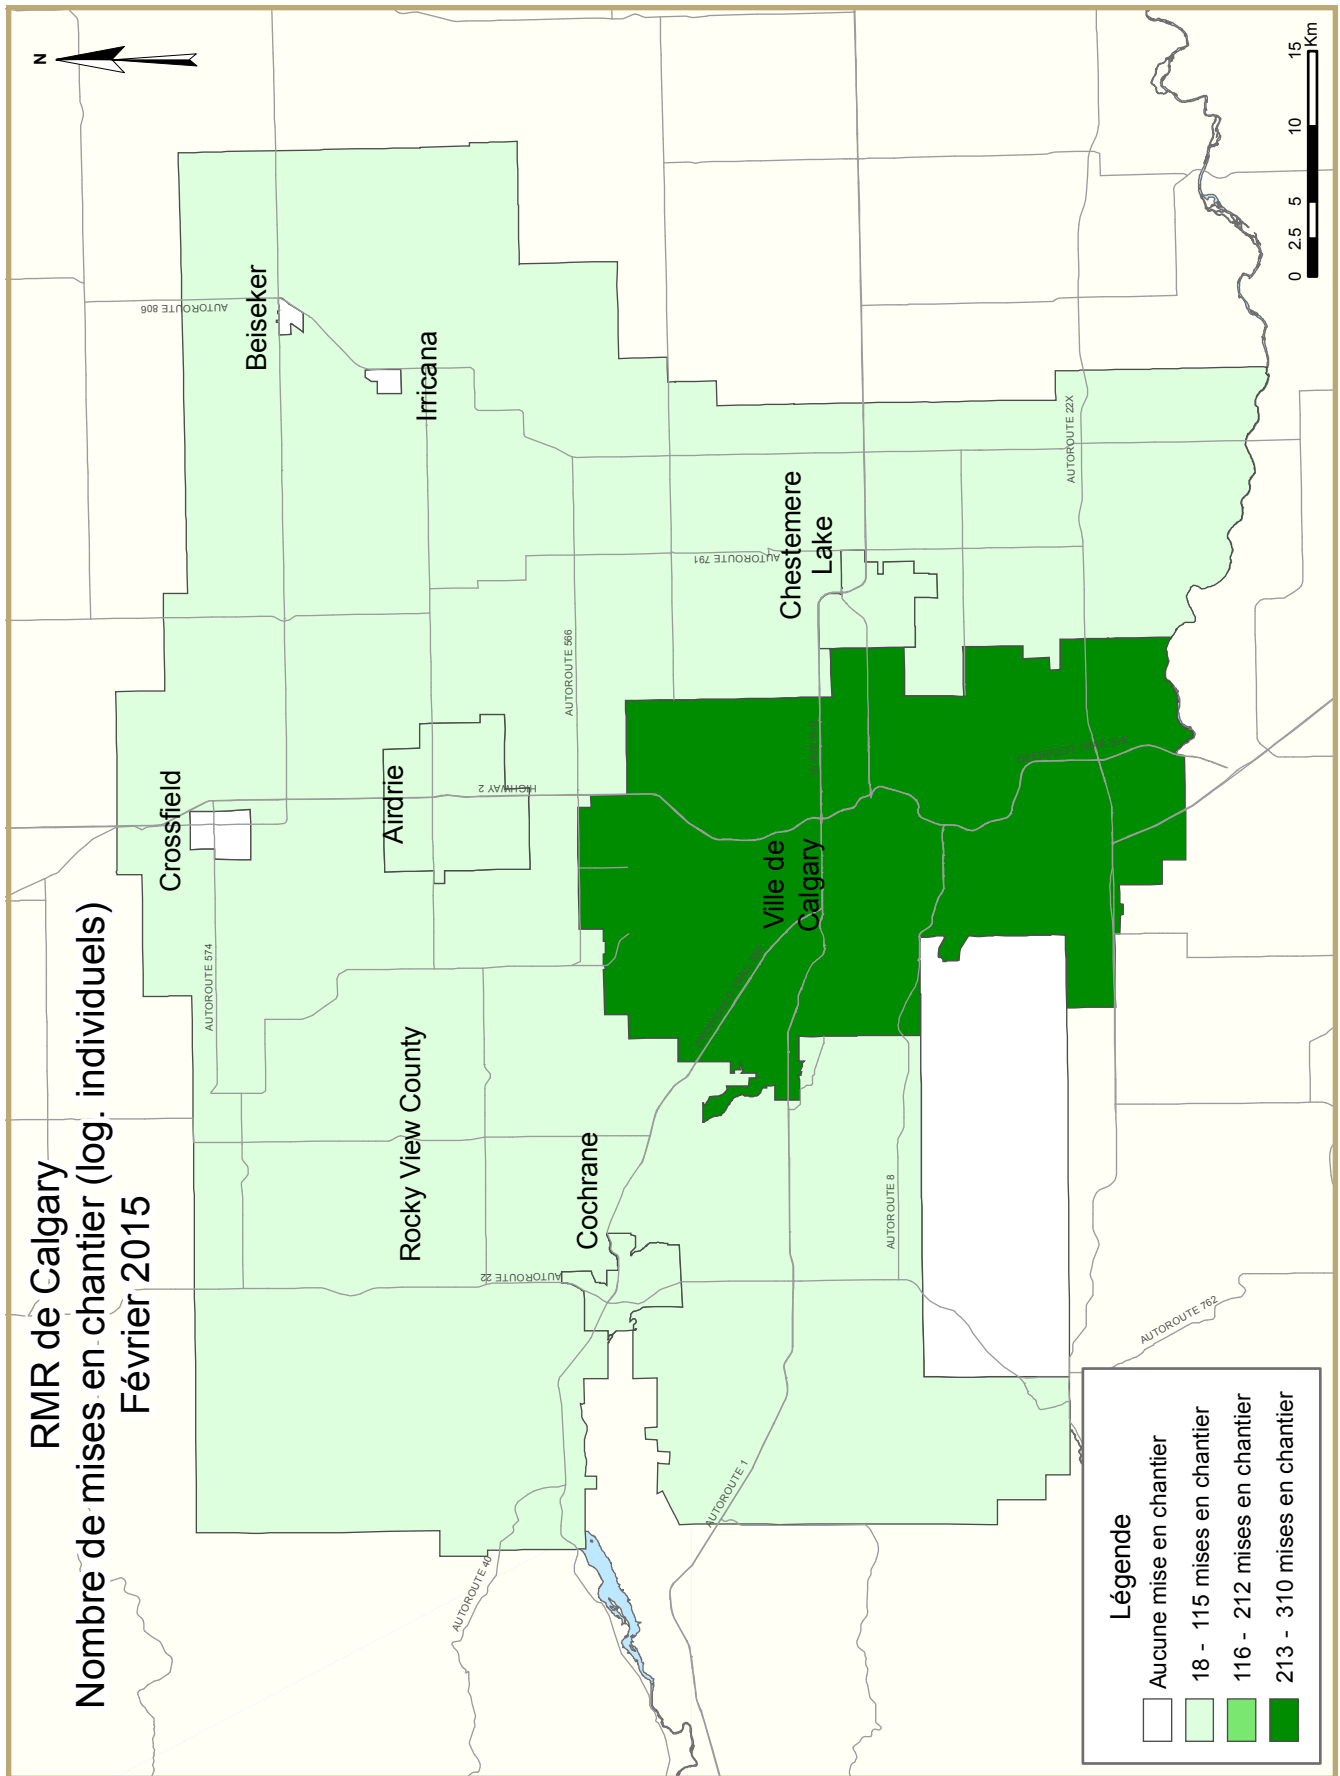 RMR de Calgary
Nombre de mises en chantier (log. individuels)
Février 2015
N
Crossfield
Beiseker
Irricana
Airdrie
Rocky View County
Cochrane
Ville de
Calgary
Chestemere
Lake
AUTOROUTE 574
AUTOROUTE 806
HIGHWAY 2
AUTOROUTE 566
AUTOROUTE 791
AUTOROUTE 22
AUTOROUTE 40
AUTOROUTE 1
AUTOROUTE 8
AUTOROUTE 22X
AUTOROUTE 762
Légende
Aucune mise en chantier
18 - 115 mises en chantier
116 - 212 mises en chantier
213 - 310 mises en chantier
0 2.5 5 10 15
Km